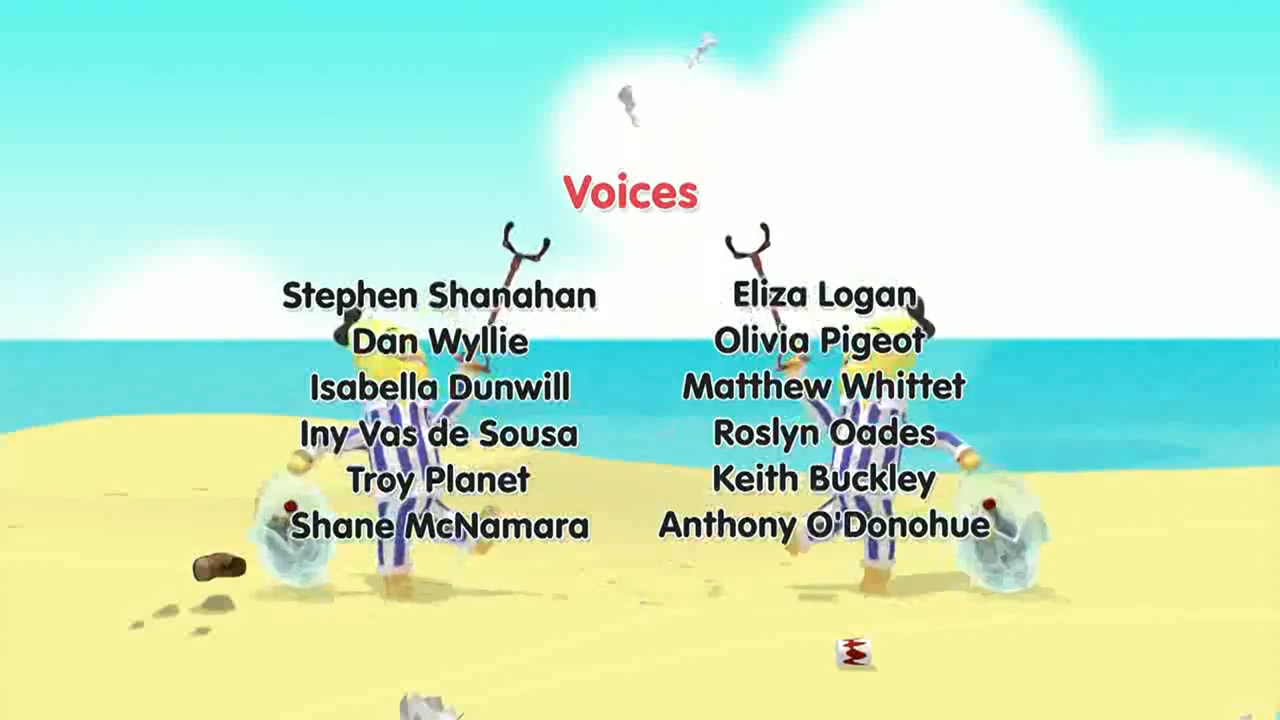 Voices
Stephen Shanahan
Dan Wyllie
Isabella Dunwill
Iny Vas de Sousa
Troy Planet
Shane McNamara
Eliza Logan
Olivia Pigeot
Matthew Whittet
Roslyn Oades
Keith Buckley
Anthony O'Donohue